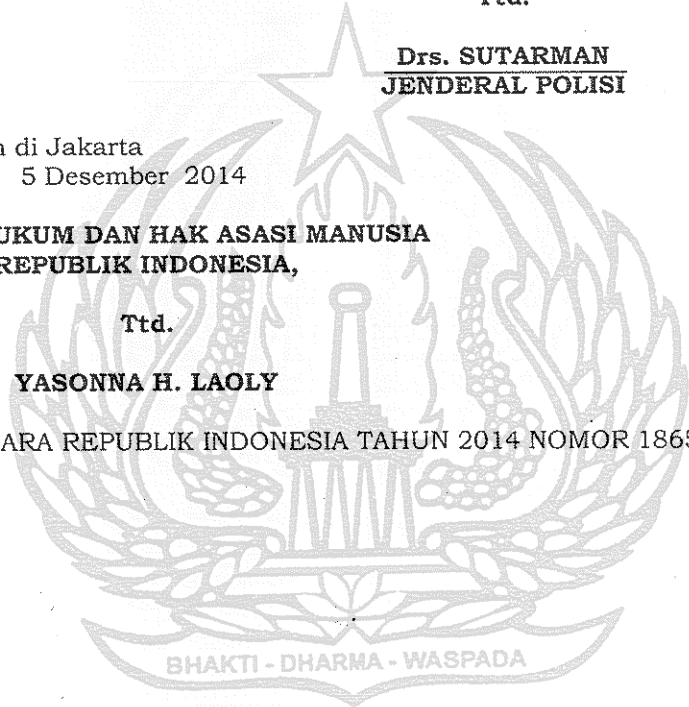 Ttd.
Drs. SUTARMAN
JENDERAL POLISI
n di Jakarta
5 Desember 2014
UKUM DAN HAK ASASI MANUSIA
REPUBLIK INDONESIA,
Ttd.
YASONNA H. LAOLY
ARA REPUBLIK INDONESIA TAHUN 2014 NOMOR 1865
BHAKTI - DHARMA - WASPADA